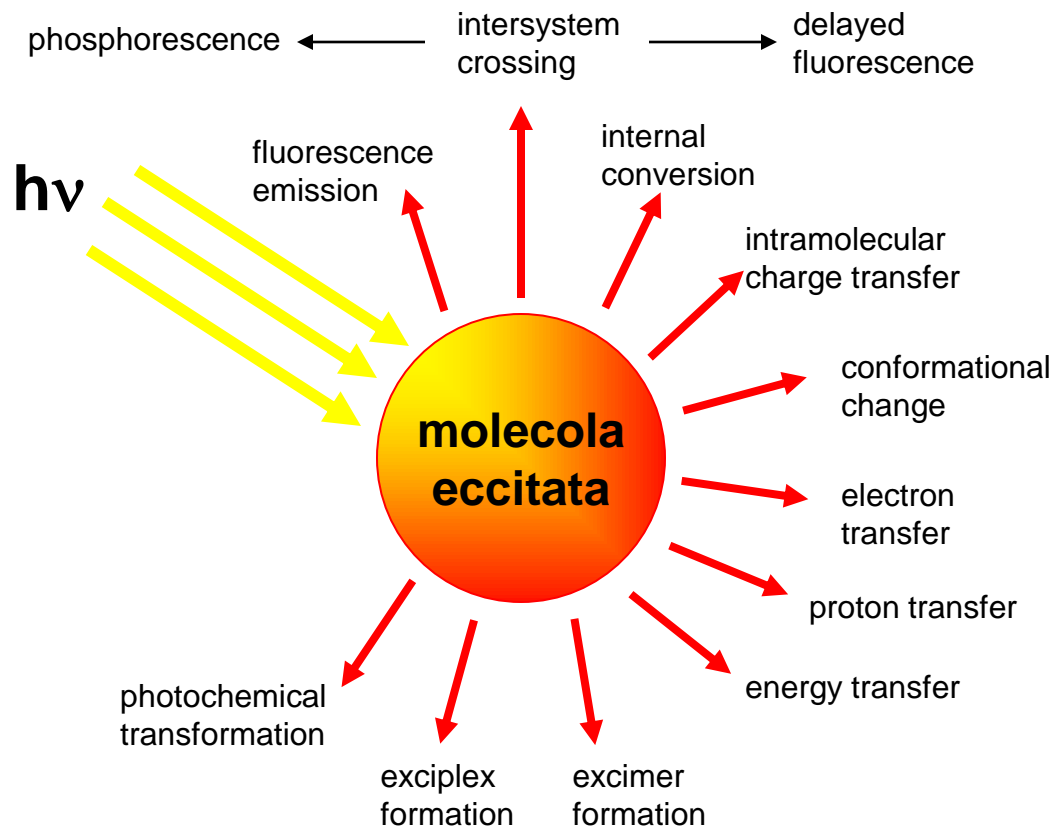 phosphorescence
intersystem
crossing
delayed
fluorescence
hν
fluorescence
emission
internal
conversion
intramolecular
charge transfer
conformational
change
molecola
eccitata
electron
transfer
proton transfer
energy transfer
photochemical
transformation
exciplex
formation
excimer
formation